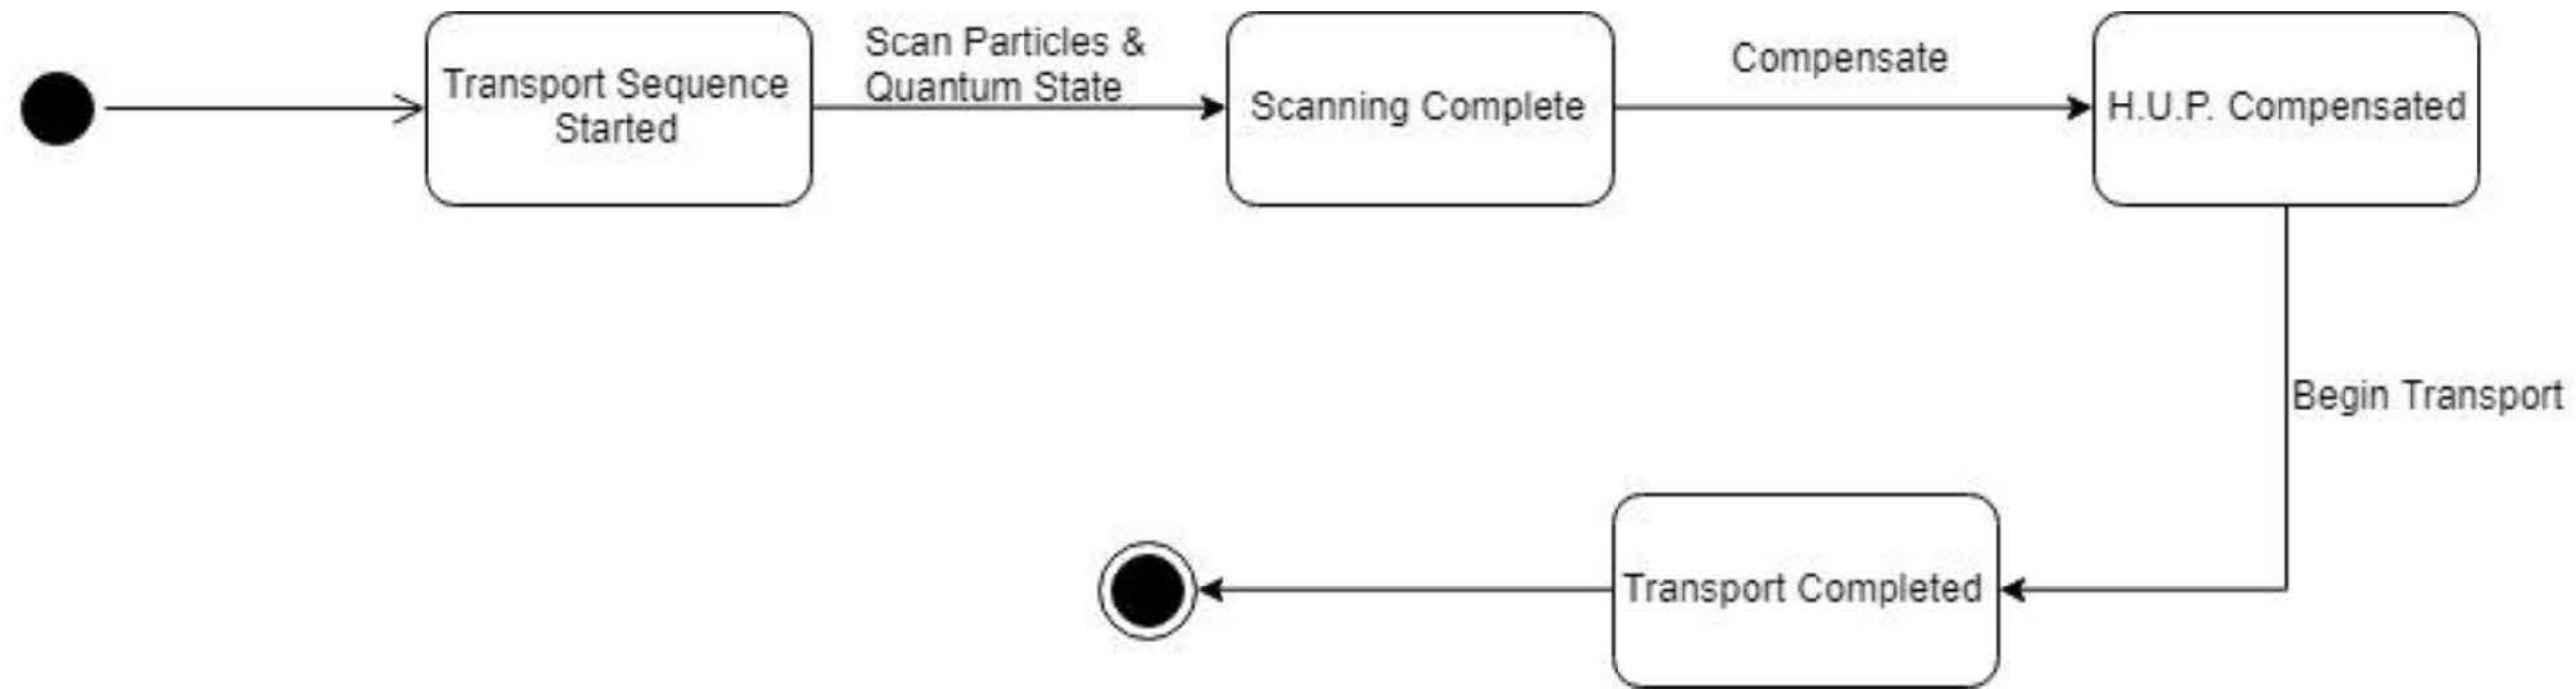 Transport Sequence
Started
Scan Particles &
Quantum State
Scanning Complete
Compensate
H.U.P. Compensated
Begin Transport
Transport Completed